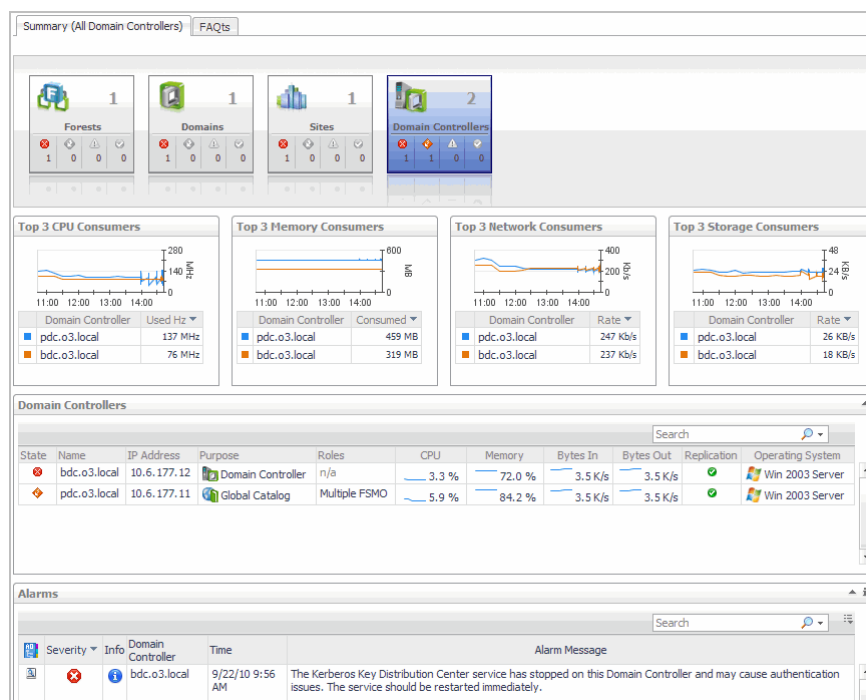 Summary (All Domain Controllers) FAQts
1 1 1 2
Forests Domains Sites Domain Controllers
1 0 0 0 1 0 0 0 1 0 0 0 1 1 0 0
Top 3 CPU Consumers Top 3 Memory Consumers Top 3 Network Consumers Top 3 Storage Consumers
280 600 400 48
140 MHz MB 200 Kb/s 24 KB/s
0 0 0 0
11:00 12:00 13:00 14:00 11:00 12:00 13:00 14:00 11:00 12:00 13:00 14:00 11:00 12:00 13:00 14:00
Domain Controller Used Hz Domain Controller Consumed Domain Controller Rate Domain Controller Rate
pdc.o3.local 137 MHz pdc.o3.local 459 MB pdc.o3.local 247 Kb/s pdc.o3.local 26 KB/s
bdc.o3.local 76 MHz bdc.o3.local 319 MB bdc.o3.local 237 Kb/s bdc.o3.local 18 KB/s
Domain Controllers
Search
State Name IP Address Purpose Roles CPU Memory Bytes In Bytes Out Replication Operating System
bdc.o3.local 10.6.177.12 Domain Controller n/a 3.3 % 72.0 % 3.5 K/s 3.5 K/s Win 2003 Server
pdc.o3.local 10.6.177.11 Global Catalog Multiple FSMO 5.9 % 84.2 % 3.5 K/s 3.5 K/s Win 2003 Server
Alarms
Search
Severity Info Domain Controller Time Alarm Message
bdc.o3.local 9/22/10 9:56 AM The Kerberos Key Distribution Center service has stopped on this Domain Controller and may cause authentication
issues. The service should be restarted immediately.